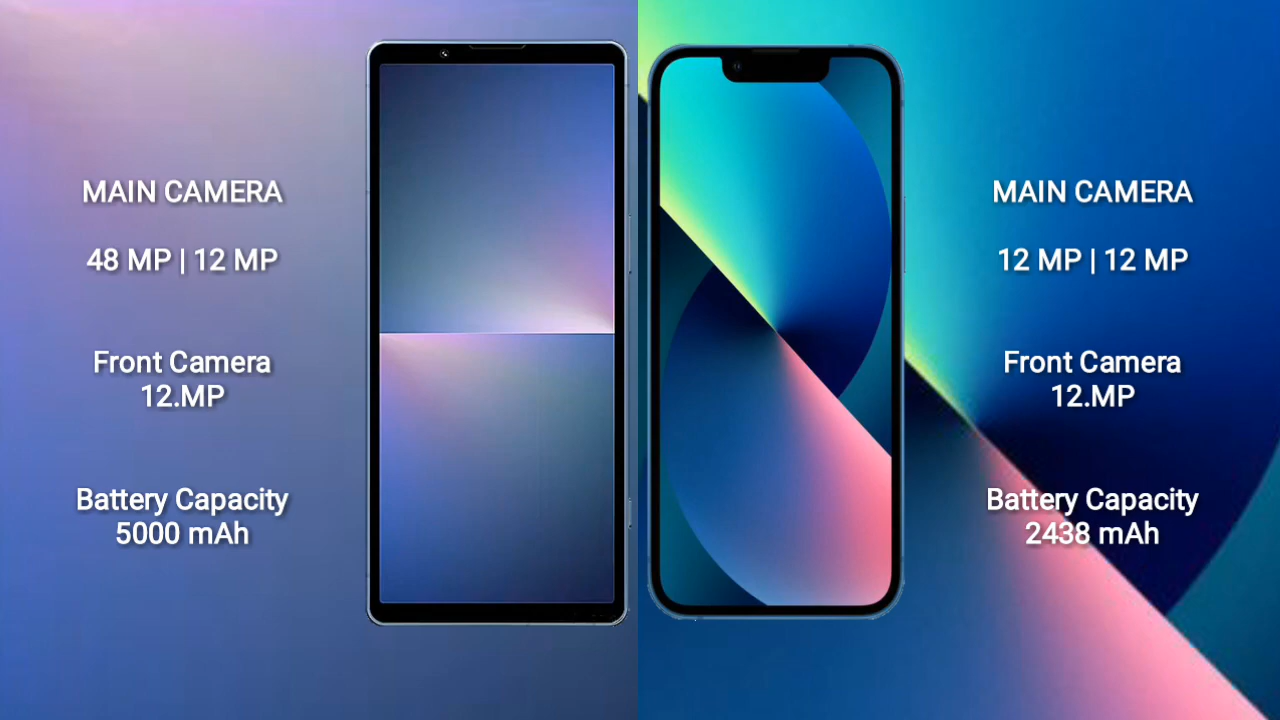 MAIN CAMERA
48 MP | 12 MP
Front Camera
12.MP
Battery Capacity
5000 mAh
MAIN CAMERA
12 MP | 12 MP
Front Camera
12.MP
Battery Capacity
2438 mAh